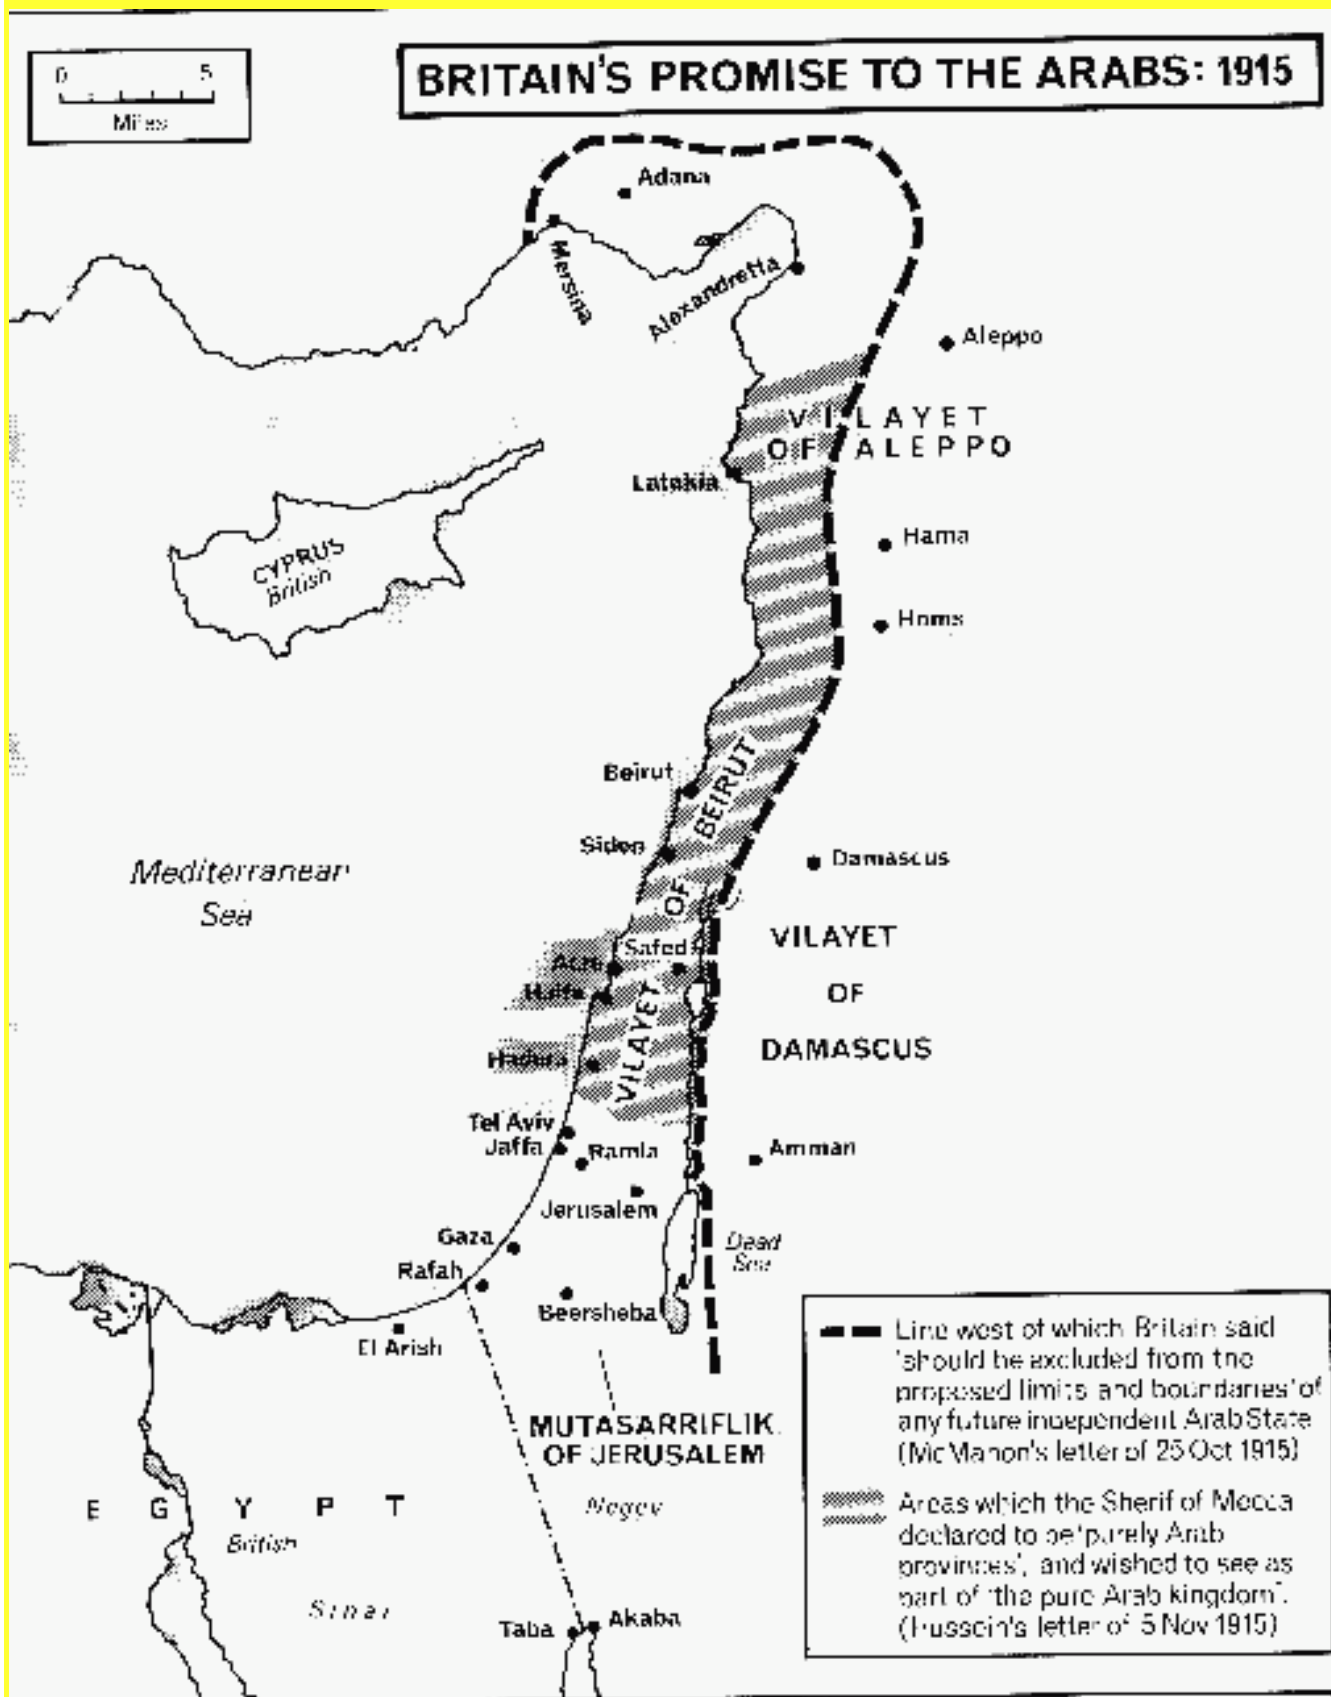 BRITAIN'S PROMISE TO THE ARABS: 1915
0 5
Miles
Adana
Mersina
Alexandretta
Aleppo
VILAYET
OF ALEPPO
Latakia
Hama
CYPRUS
British
Homs
Beirut
Sidon
Damascus
Mediterranean
Sea
VILAYET OF BEIRUT
Safed
Acre
Haifa
VILAYET
OF
DAMASCUS
Hadera
Tel Aviv
Jaffa
Ramla
Amman
Jerusalem
Gaza
Dead
Sea
Rafah
Beersheba
El Arish
MUTASARRIFLIK
OF JERUSALEM
EGYPT
British
Negev
Sinai
Taba
Akaba
Line west of which Britain said
'should be excluded from the
proposed limits and boundaries' of
any future independent Arab State
(McMahon's letter of 25 Oct 1915)
Areas which the Sherif of Mecca
declared to be 'purely Arab
provinces', and wished to see as
part of 'the pure Arab kingdom'.
(Hussein's letter of 5 Nov 1915)